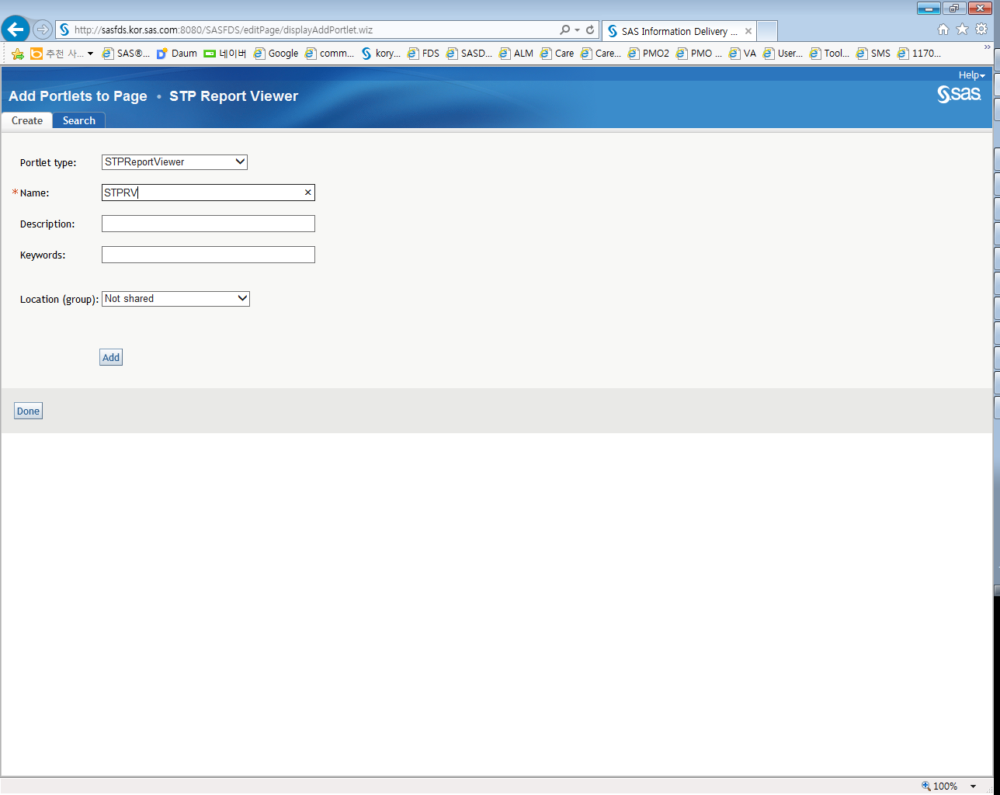 http://sasfds.kor.sas.com:8080/SASFDS/editPage/displayAddPortlet.wiz
SAS Information Delivery ...
추천 사... SAS®... Daum 네이버 Google comm... kory... FDS SASD... ALM Care Care... PMO2 PMO ... VA User... Tool... SMS 1170...
Help
Add Portlets to Page • STP Report Viewer
sas
Create Search
Portlet type: STPReportViewer
* Name: STPRV
Description:
Keywords:
Location (group): Not shared
Add
Done
100%